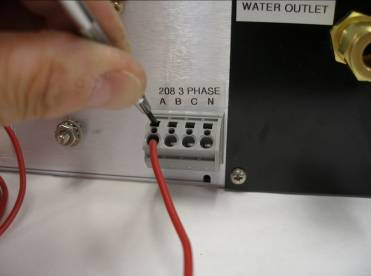 WATER OUTLET
208 3 PHASE
A B C N